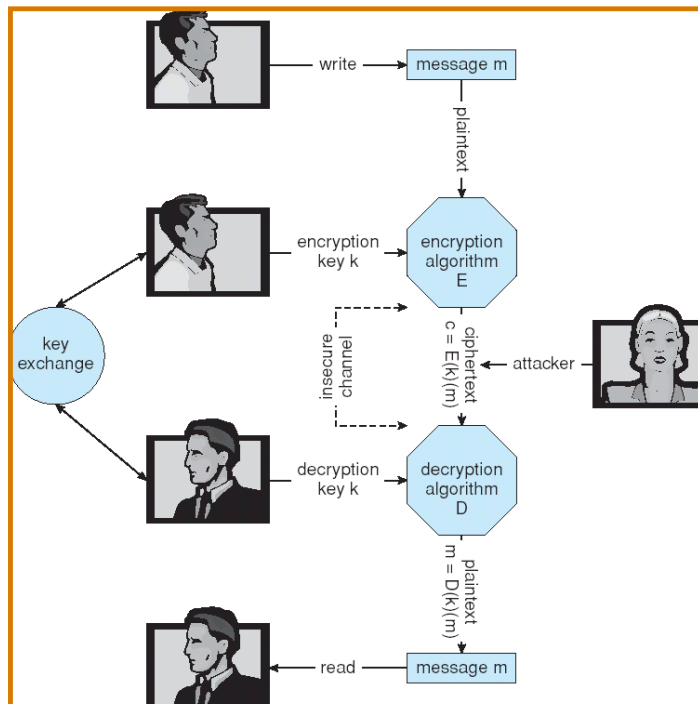 write
message m
plaintext
encryption
key k
encryption
algorithm
E
key
exchange
insecure
channel
ciphertext
c = E(k)(m)
attacker
decryption
key k
decryption
algorithm
D
plaintext
m = D(k)(m)
read
message m